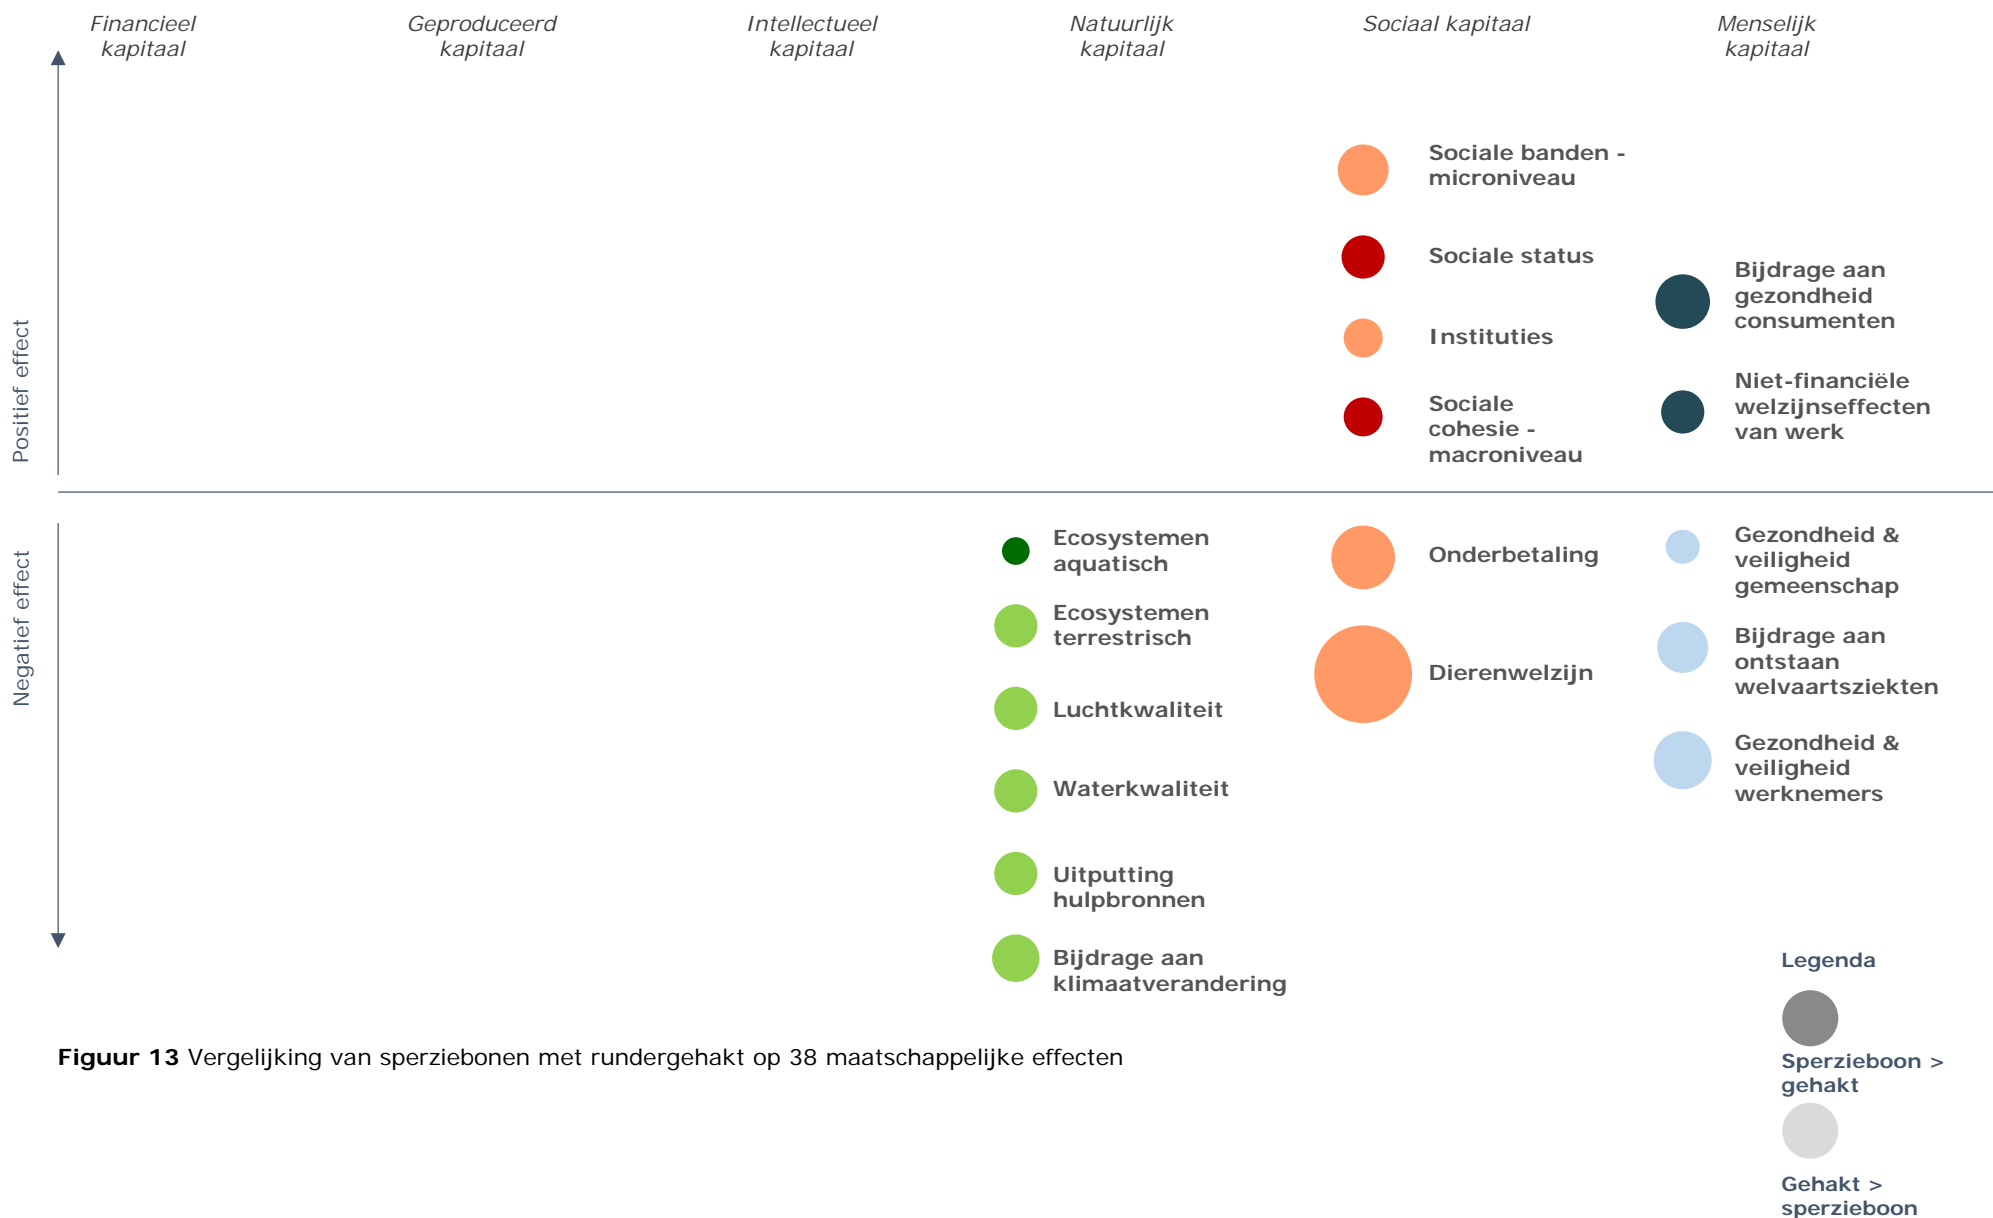 Financieel
kapitaal
Geproduceerd
kapitaal
Intellectueel
kapitaal
Natuurlijk
kapitaal
Sociaal kapitaal
Menselijk
kapitaal
Positief effect
Sociale banden -
microniveau
Sociale status
Instituties
Sociale
cohesie -
macroniveau
Bijdrage aan
gezondheid
consumenten
Niet-financiële
welzijnseffecten
van werk
Negatief effect
Ecosystemen
aquatisch
Ecosystemen
terrestrisch
Luchtkwaliteit
Waterkwaliteit
Uitputting
hulpbronnen
Bijdrage aan
klimaatverandering
Onderbetaling
Dierenwelzijn
Gezondheid &
veiligheid
gemeenschap
Bijdrage aan
ontstaan
welvaartsziekten
Gezondheid &
veiligheid
werknemers
Legenda
Sperzieboon >
gehakt
Gehakt >
sperzieboon
Figuur 13 Vergelijking van sperziebonen met rundergehakt op 38 maatschappelijke effecten